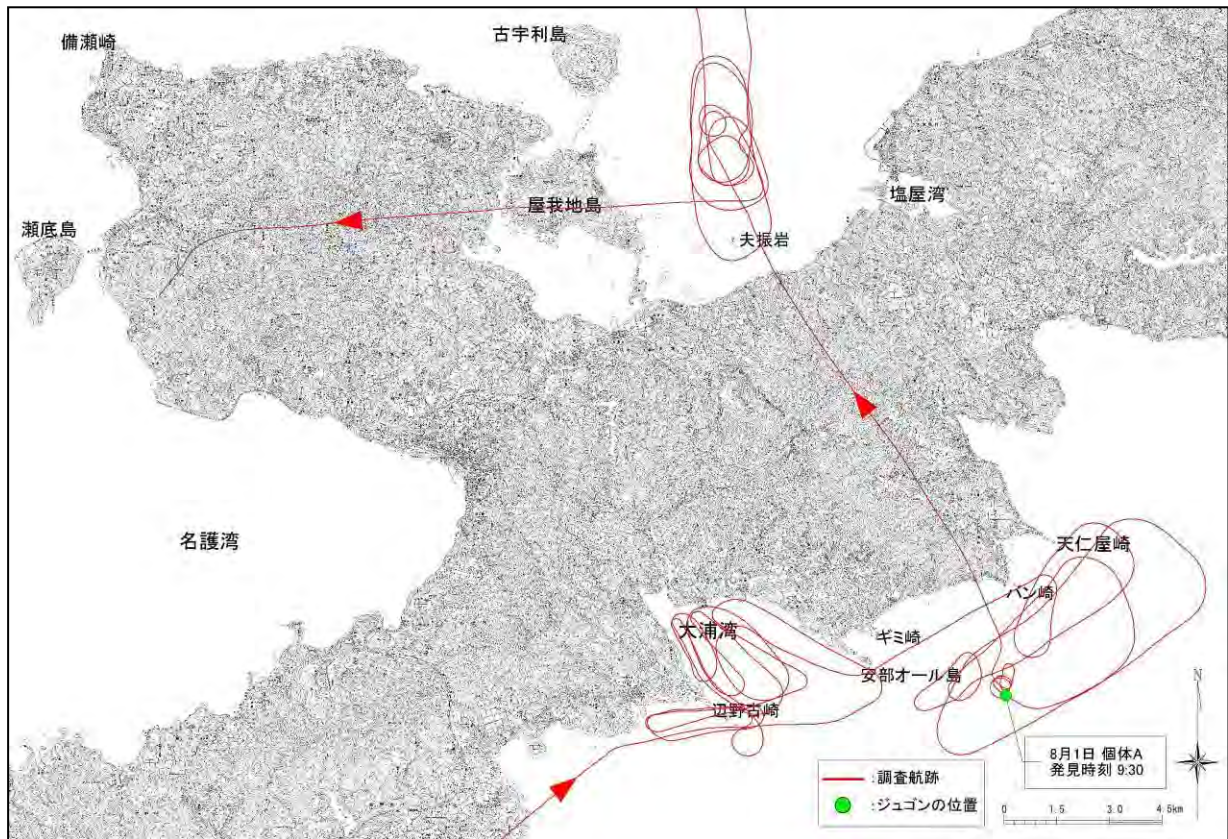 備瀬崎
古宇利島
塩屋湾
屋我地島
瀬底島
夫振岩
名護湾
天仁屋崎
バン崎
大浦湾
ギミ崎
安部オール島
辺野古崎
8月1日 個体A
発見時刻 9:30
:調査航跡
:ジュゴンの位置
N
0 1.5 3.0 4.5km